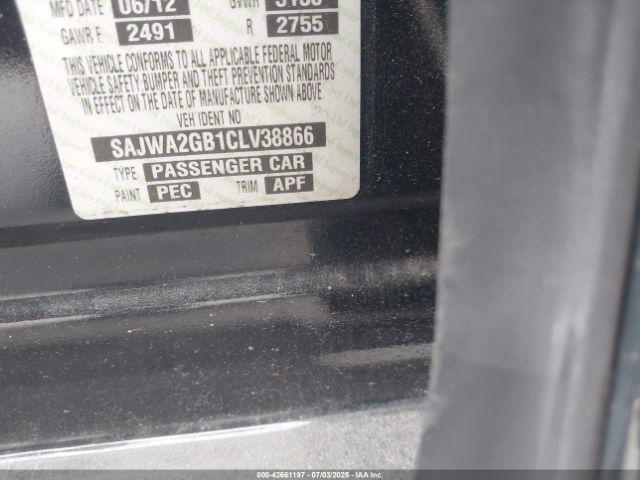 MFD DATE 06/12 GVWR
GAWR F 2491 R 2755
THIS VEHICLE CONFORMS TO ALL APPLICABLE FEDERAL MOTOR
VEHICLE SAFETY BUMPER AND THEFT PREVENTION STANDARDS
IN EFFECT ON THE DATE OF MANUFACTURE SHOWN ABOVE.
VEH IDENT NO
SAJWA2GB1CLV38866
TYPE PASSENGER CAR
PAINT PEC TRIM APF
000-42661197 - 07/03/2025 - IAA Inc.